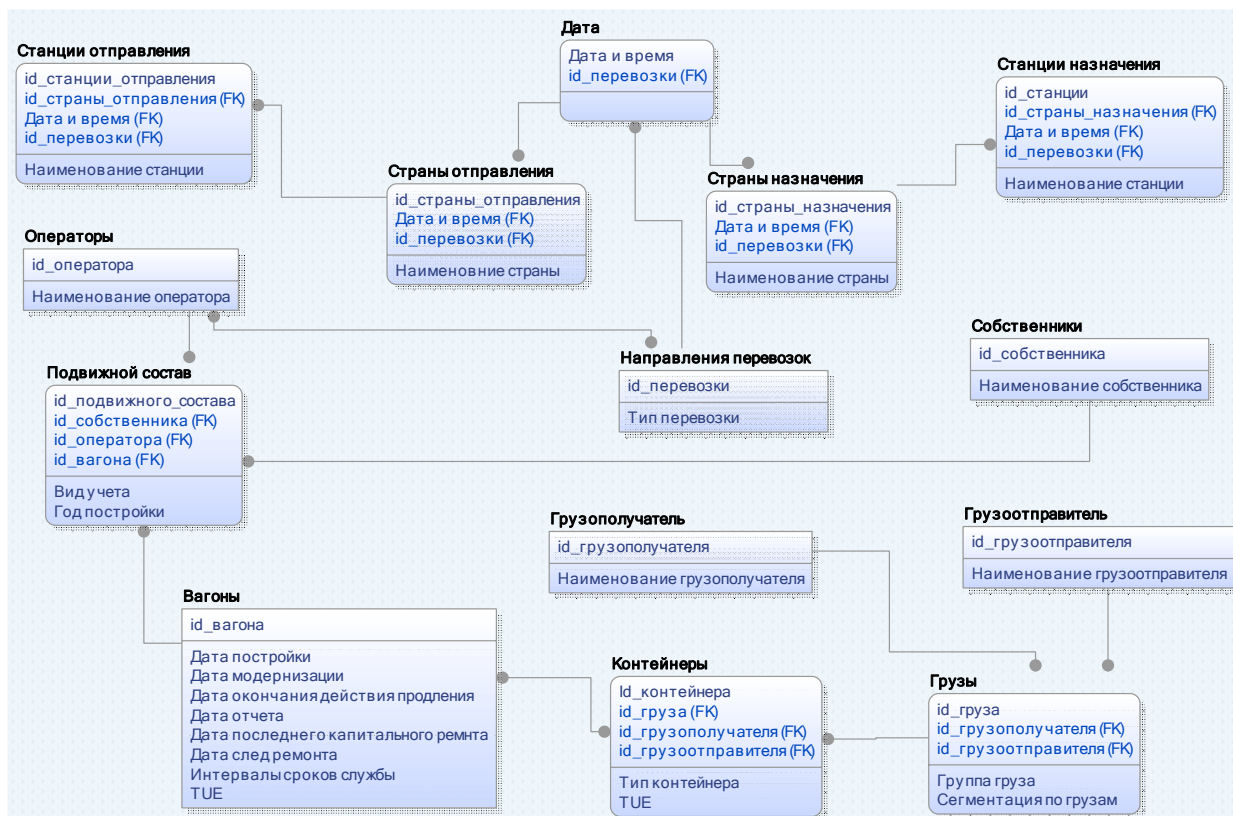 Дата
Дата и время
id_перевозки (FK)
Станции отправления
id_станции_отправления
id_страны_отправления (FK)
Дата и время (FK)
id_перевозки (FK)
Наименование станции
Станции назначения
id_станции
id_страны_назначения (FK)
Дата и время (FK)
id_перевозки (FK)
Наименование станции
Страны отправления
id_страны_отправления
Дата и время (FK)
id_перевозки (FK)
Наименовние страны
Страны назначения
id_страны_назначения
Дата и время (FK)
id_перевозки (FK)
Наименование страны
Операторы
id_оператора
Наименование оператора
Собственники
id_собственника
Наименование собственника
Направления перевозок
id_перевозки
Тип перевозки
Подвижной состав
id_подвижного_состава
id_собственника (FK)
id_оператора (FK)
id_вагона (FK)
Вид учета
Год постройки
Грузополучатель
id_грузополучателя
Наименование грузополучателя
Грузоотправитель
id_грузоотправителя
Наименование грузоотправителя
Вагоны
id_вагона
Дата постройки
Дата модернизации
Дата окончания действия продления
Дата отчета
Дата последнего капитального ремнта
Дата след ремонта
Интервалы сроков службы
TUE
Контейнеры
Id_контейнера
id_груза (FK)
id_грузополучателя (FK)
id_грузоотправителя (FK)
Тип контейнера
TUE
Грузы
id_груза
id_грузополучателя (FK)
id_грузоотправителя (FK)
Группа груза
Сегментация по грузам